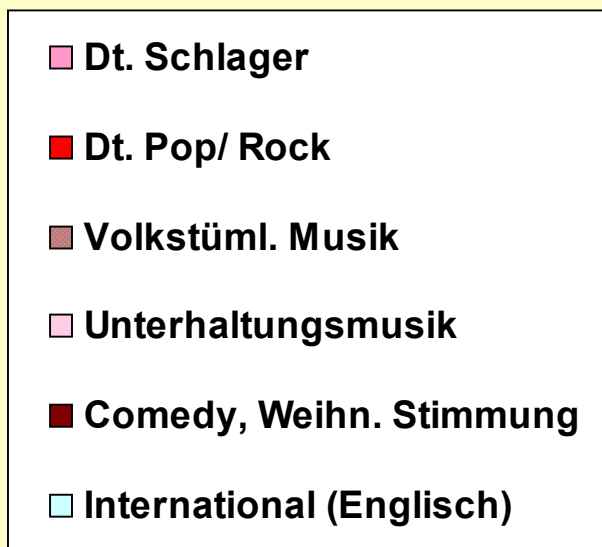 Dt. Schlager
Dt. Pop/ Rock
Volkstüml. Musik
Unterhaltungsmusik
Comedy, Weihn. Stimmung
International (Englisch)